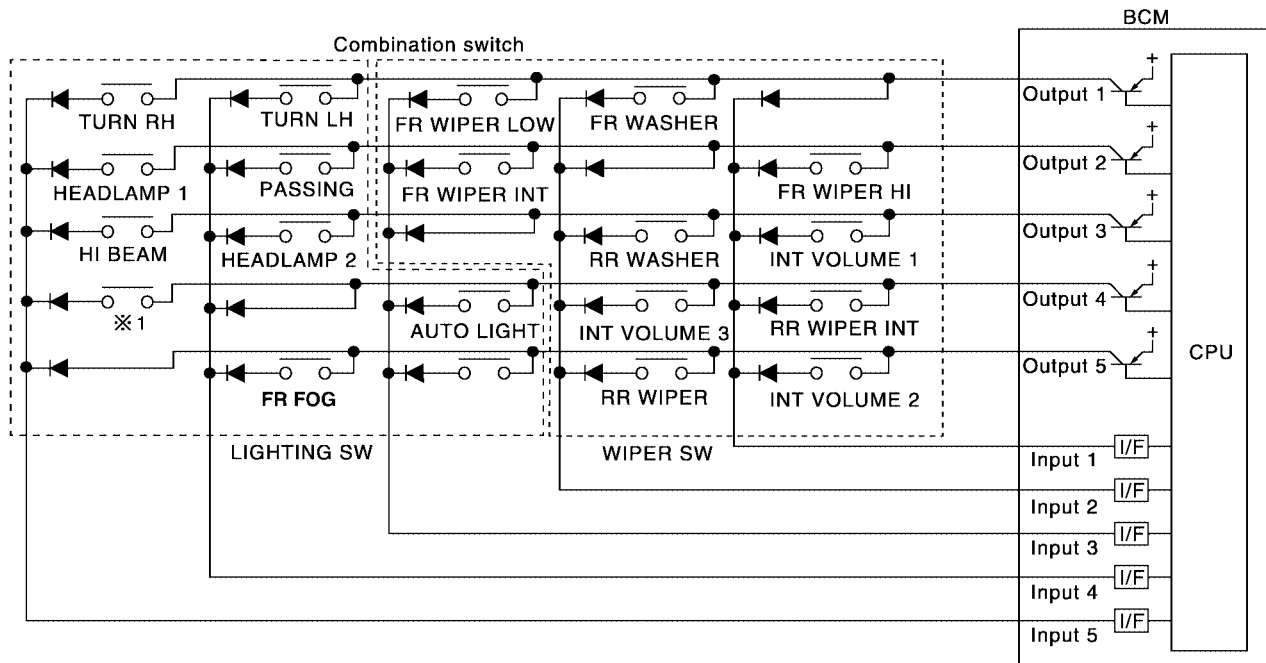 BCM
Combination switch
+
Output 1
TURN RH
TURN LH
FR WIPER LOW
FR WASHER
+
Output 2
HEADLAMP 1
PASSING
FR WIPER INT
FR WIPER HI
+
Output 3
HI BEAM
HEADLAMP 2
RR WASHER
INT VOLUME 1
+
Output 4
※1
AUTO LIGHT
INT VOLUME 3
RR WIPER INT
+
Output 5
CPU
FR FOG
RR WIPER
INT VOLUME 2
LIGHTING SW
WIPER SW
Input 1
I/F
Input 2
I/F
Input 3
I/F
Input 4
I/F
Input 5
I/F